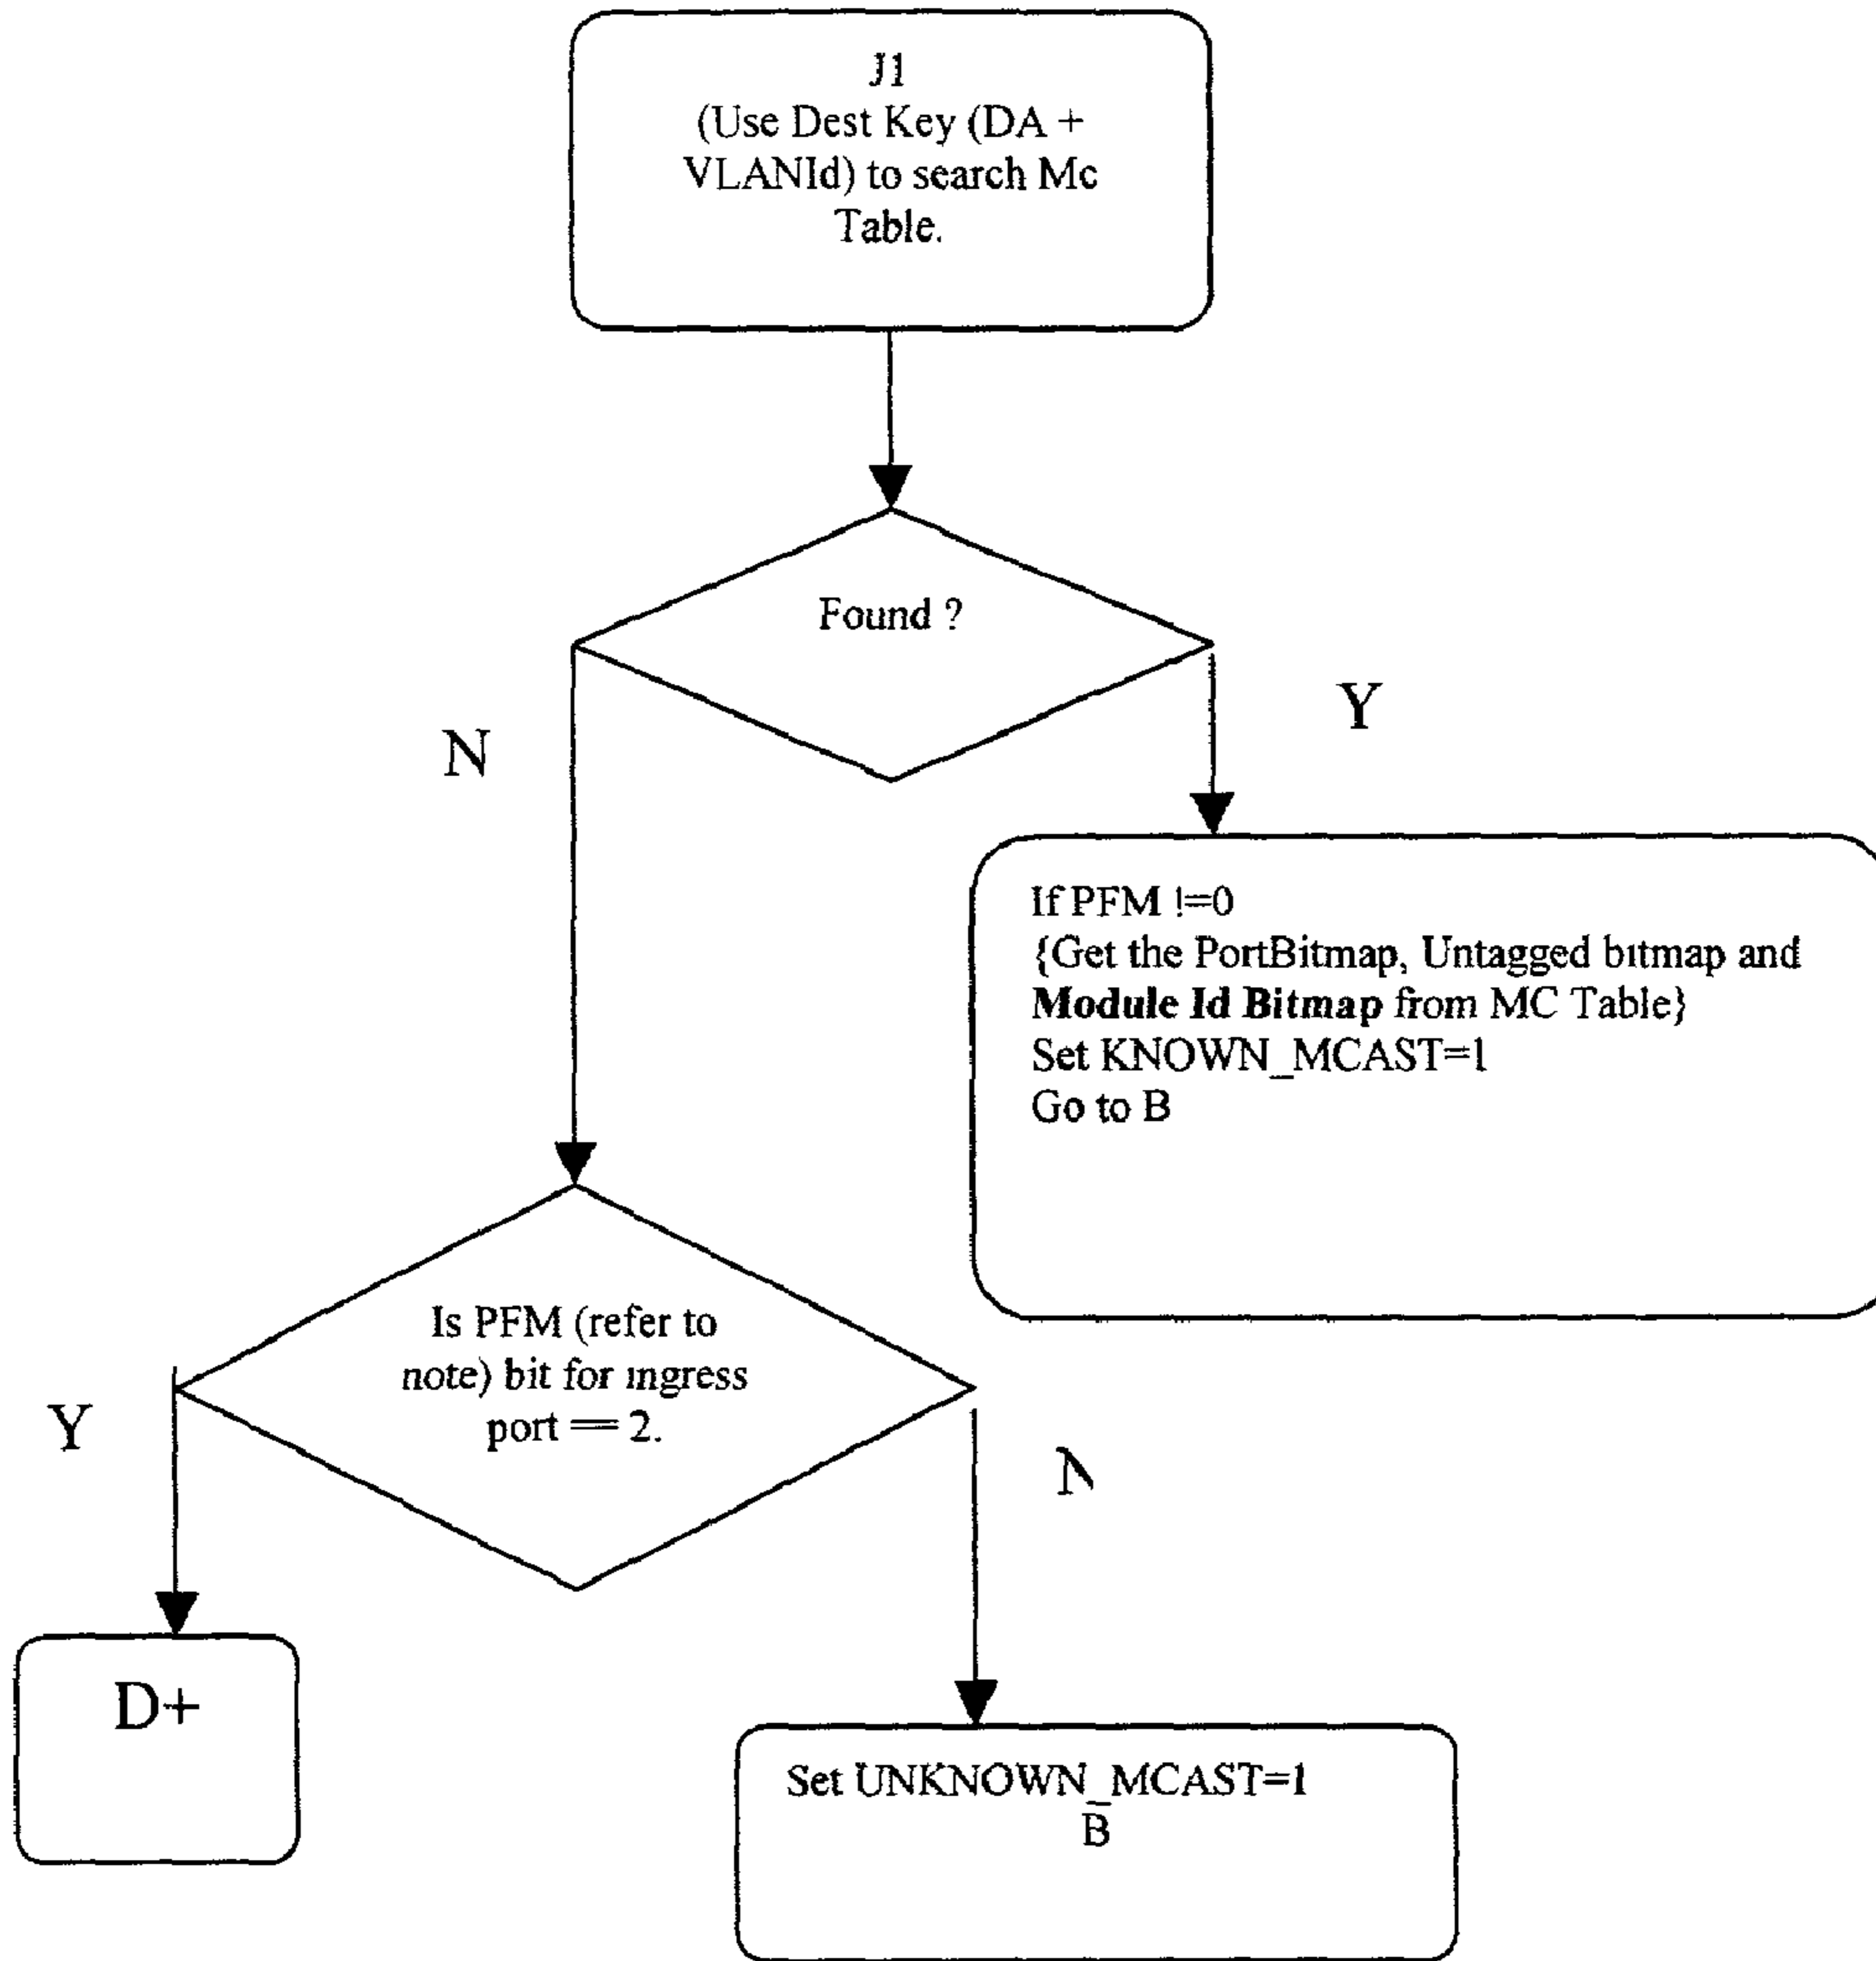 J1
(Use Dest Key (DA +
VLANId) to search Mc
Table.
Found ?
N
Y
If PFM !=0
{Get the PortBitmap, Untagged bitmap and
Module Id Bitmap from MC Table}
Set KNOWN_MCAST=1
Go to B
Is PFM (refer to
note) bit for ingress
port == 2.
Y
N
D+
Set UNKNOWN_MCAST=1
B